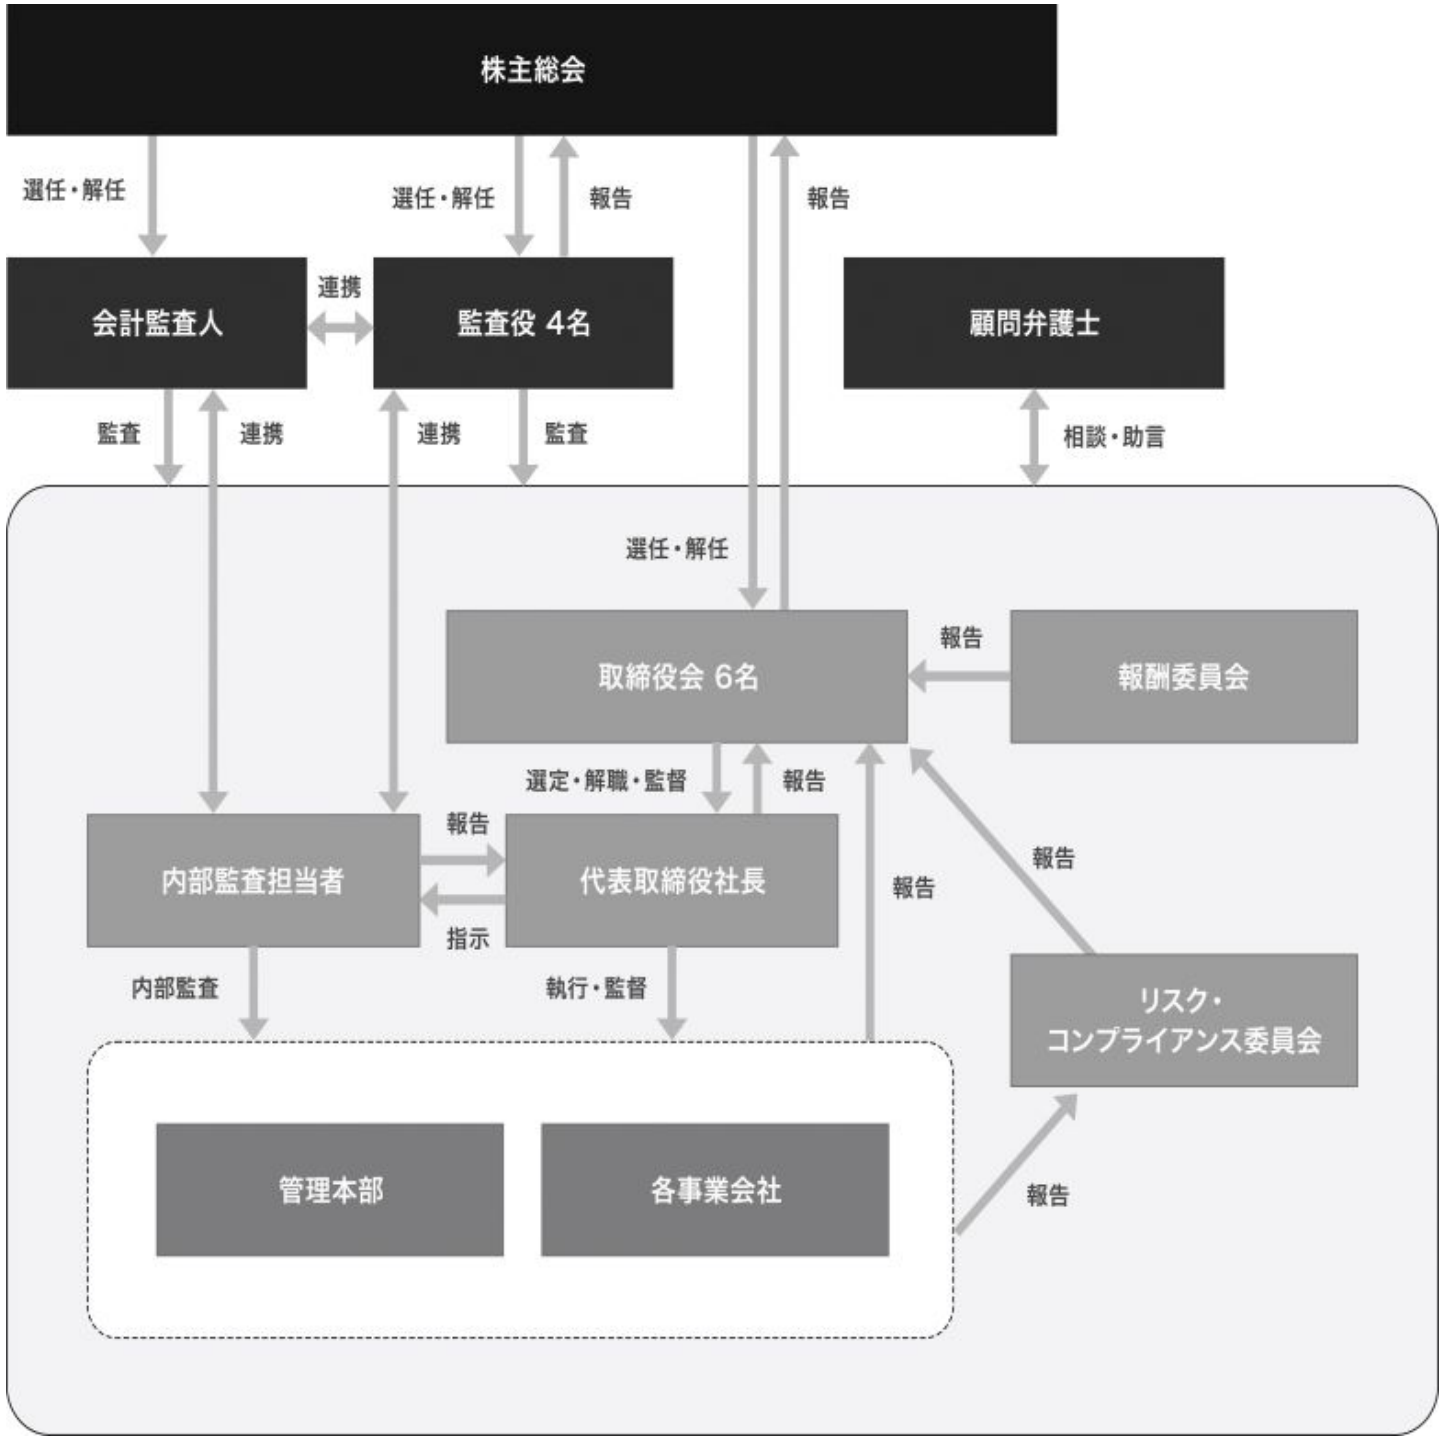 株主総会
選任・解任
選任・解任
報告
報告
会計監査人
連携
監査役 4名
顧問弁護士
監査
連携
連携
監査
相談・助言
選任・解任
取締役会 6名
報告
報酬委員会
選定・解職・監督
報告
内部監査担当者
報告
指示
代表取締役社長
報告
報告
内部監査
執行・監督
リスク・
コンプライアンス委員会
管理本部
各事業会社
報告